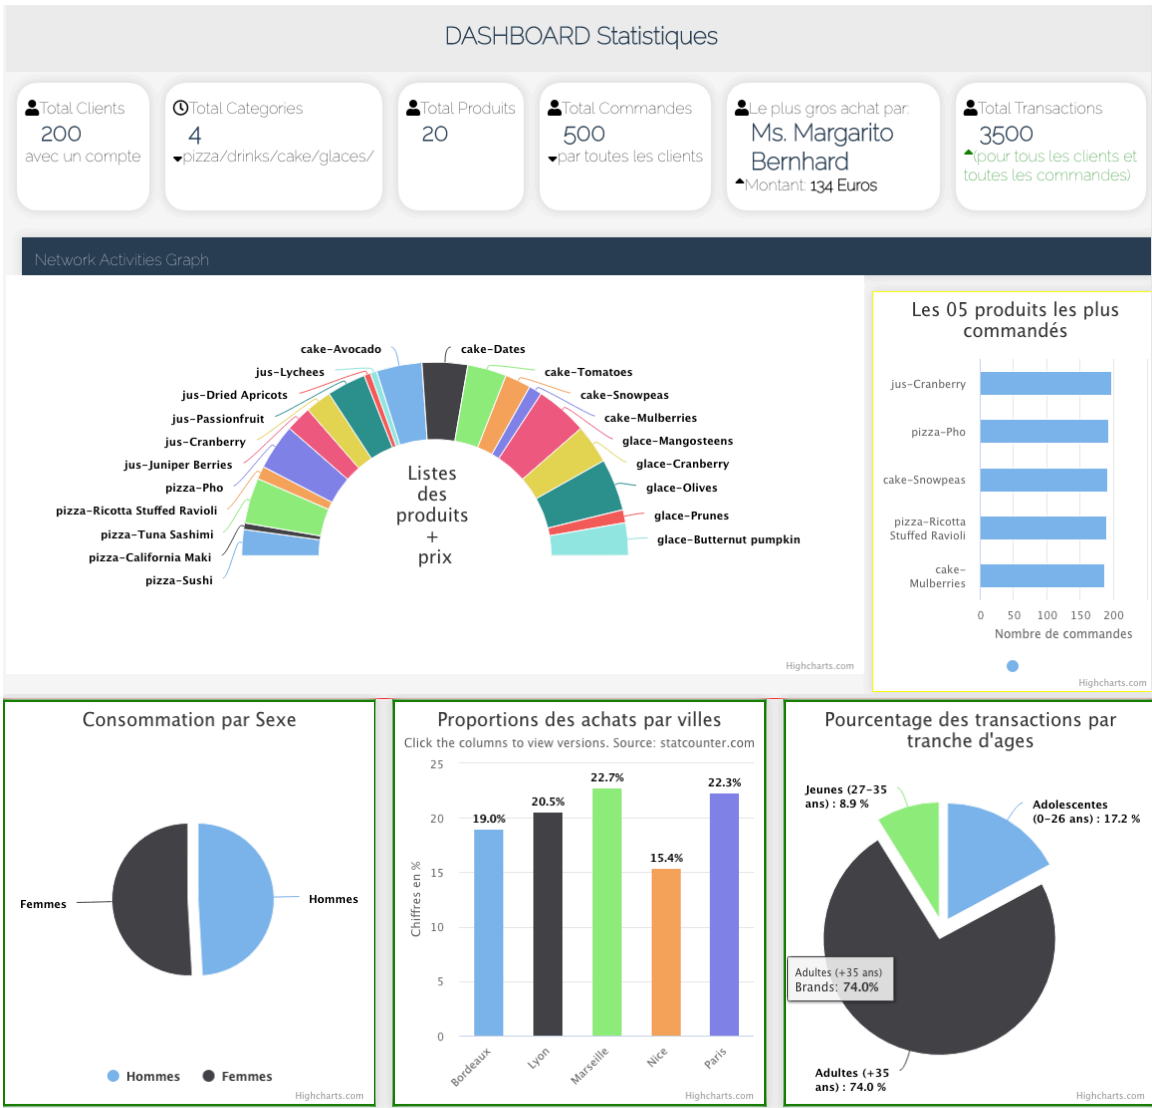 DASHBOARD Statistiques
Total Clients
200
avec un compte
Total Categories
4
pizza/drinks/cake/glaces/
Total Produits
20
Total Commandes
500
par toutes les clients
Le plus gros achat par:
Ms. Margarito
Bernhard
Montant: 134 Euros
Total Transactions
3500
(pour tous les clients et
toutes les commandes)
Network Activities Graph
cake-Avocado
cake-Dates
jus-Lychees
cake-Tomatoes
jus-Dried Apricots
cake-Snowpeas
jus-Passionfruit
cake-Mulberries
jus-Cranberry
glace-Mangosteens
jus-Juniper Berries
glace-Cranberry
pizza-Pho
glace-Olives
pizza-Ricotta Stuffed Ravioli
glace-Prunes
pizza-Tuna Sashimi
glace-Butternut pumpkin
pizza-California Maki
pizza-Sushi
Listes
des
produits
+
prix
Highcharts.com
Les 05 produits les plus
commandés
jus-Cranberry
pizza-Pho
cake-Snowpeas
pizza-Ricotta
Stuffed Ravioli
cake-
Mulberries
0 50 100 150 200
Nombre de commandes
Highcharts.com
Consommation par Sexe
Femmes
Hommes
Hommes Femmes
Highcharts.com
Proportions des achats par villes
Click the columns to view versions. Source: statcounter.com
Chiffres en %
25
20
15
10
5
0
19.0%
20.5%
22.7%
15.4%
22.3%
Bordeaux
Lyon
Marseille
Nice
Paris
Highcharts.com
Pourcentage des transactions par
tranche d'ages
Jeunes (27-35
ans) : 8.9 %
Adolescentes
(0-26 ans) : 17.2 %
Adultes (+35 ans)
Brands: 74.0%
Adultes (+35
ans) : 74.0 %
Highcharts.com